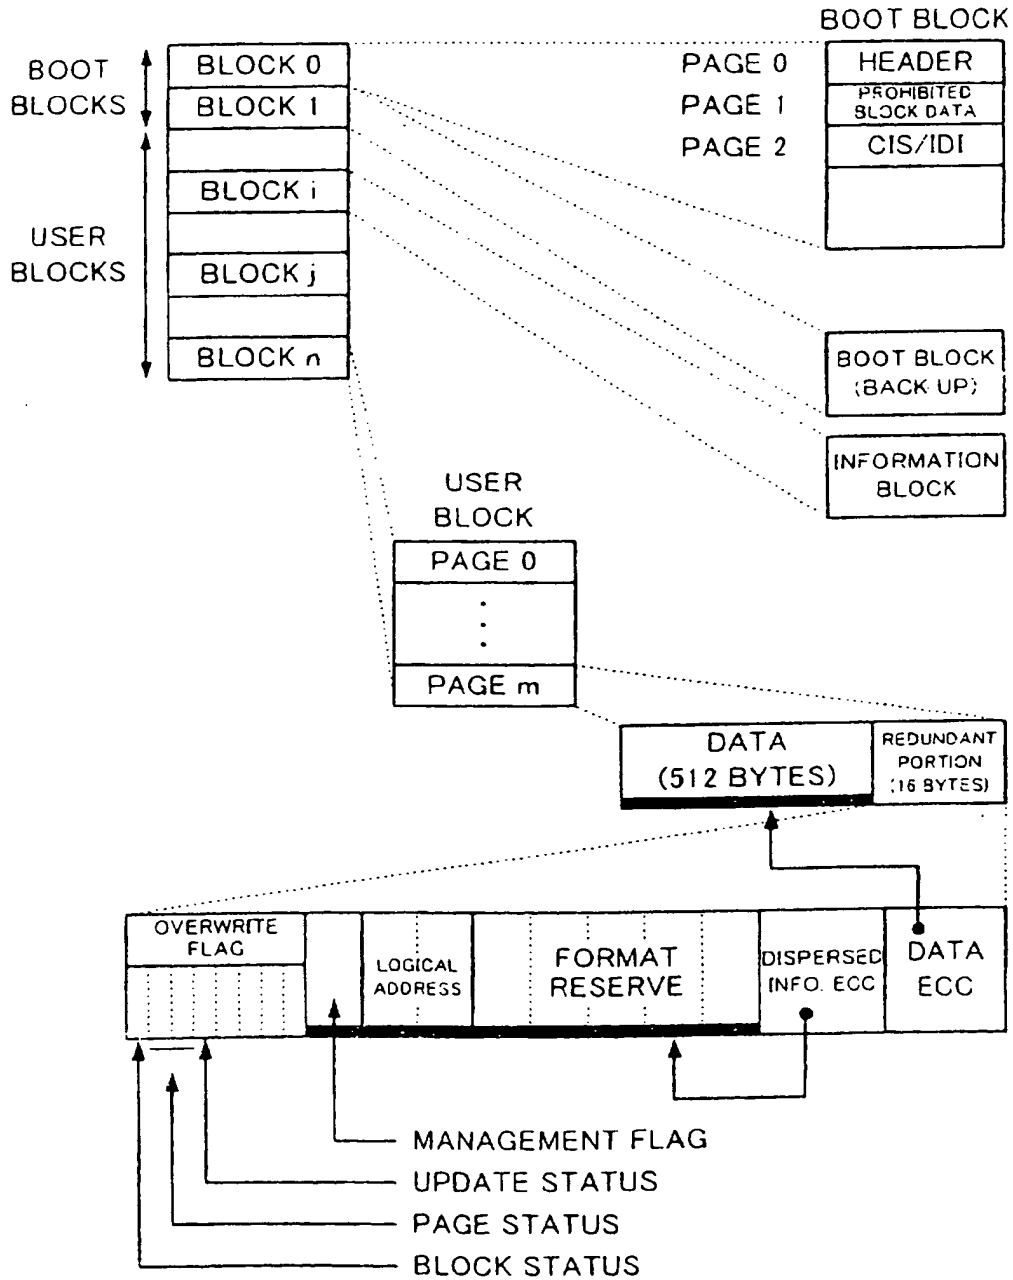 BOOT BLOCK
BOOT
BLOCKS
BLOCK 0
BLOCK 1
BLOCK i
BLOCK j
BLOCK n
USER
BLOCKS
PAGE 0
PAGE 1
PAGE 2
HEADER
PROHIBITED
BLOCK DATA
CIS/IDI
BOOT BLOCK
(BACK UP)
INFORMATION
BLOCK
USER
BLOCK
PAGE 0
PAGE m
DATA
(512 BYTES)
REDUNDANT
PORTION
(16 BYTES)
OVERWRITE
FLAG
LOGICAL
ADDRESS
FORMAT
RESERVE
DISPERSED
INFO. ECC
DATA
ECC
MANAGEMENT FLAG
UPDATE STATUS
PAGE STATUS
BLOCK STATUS